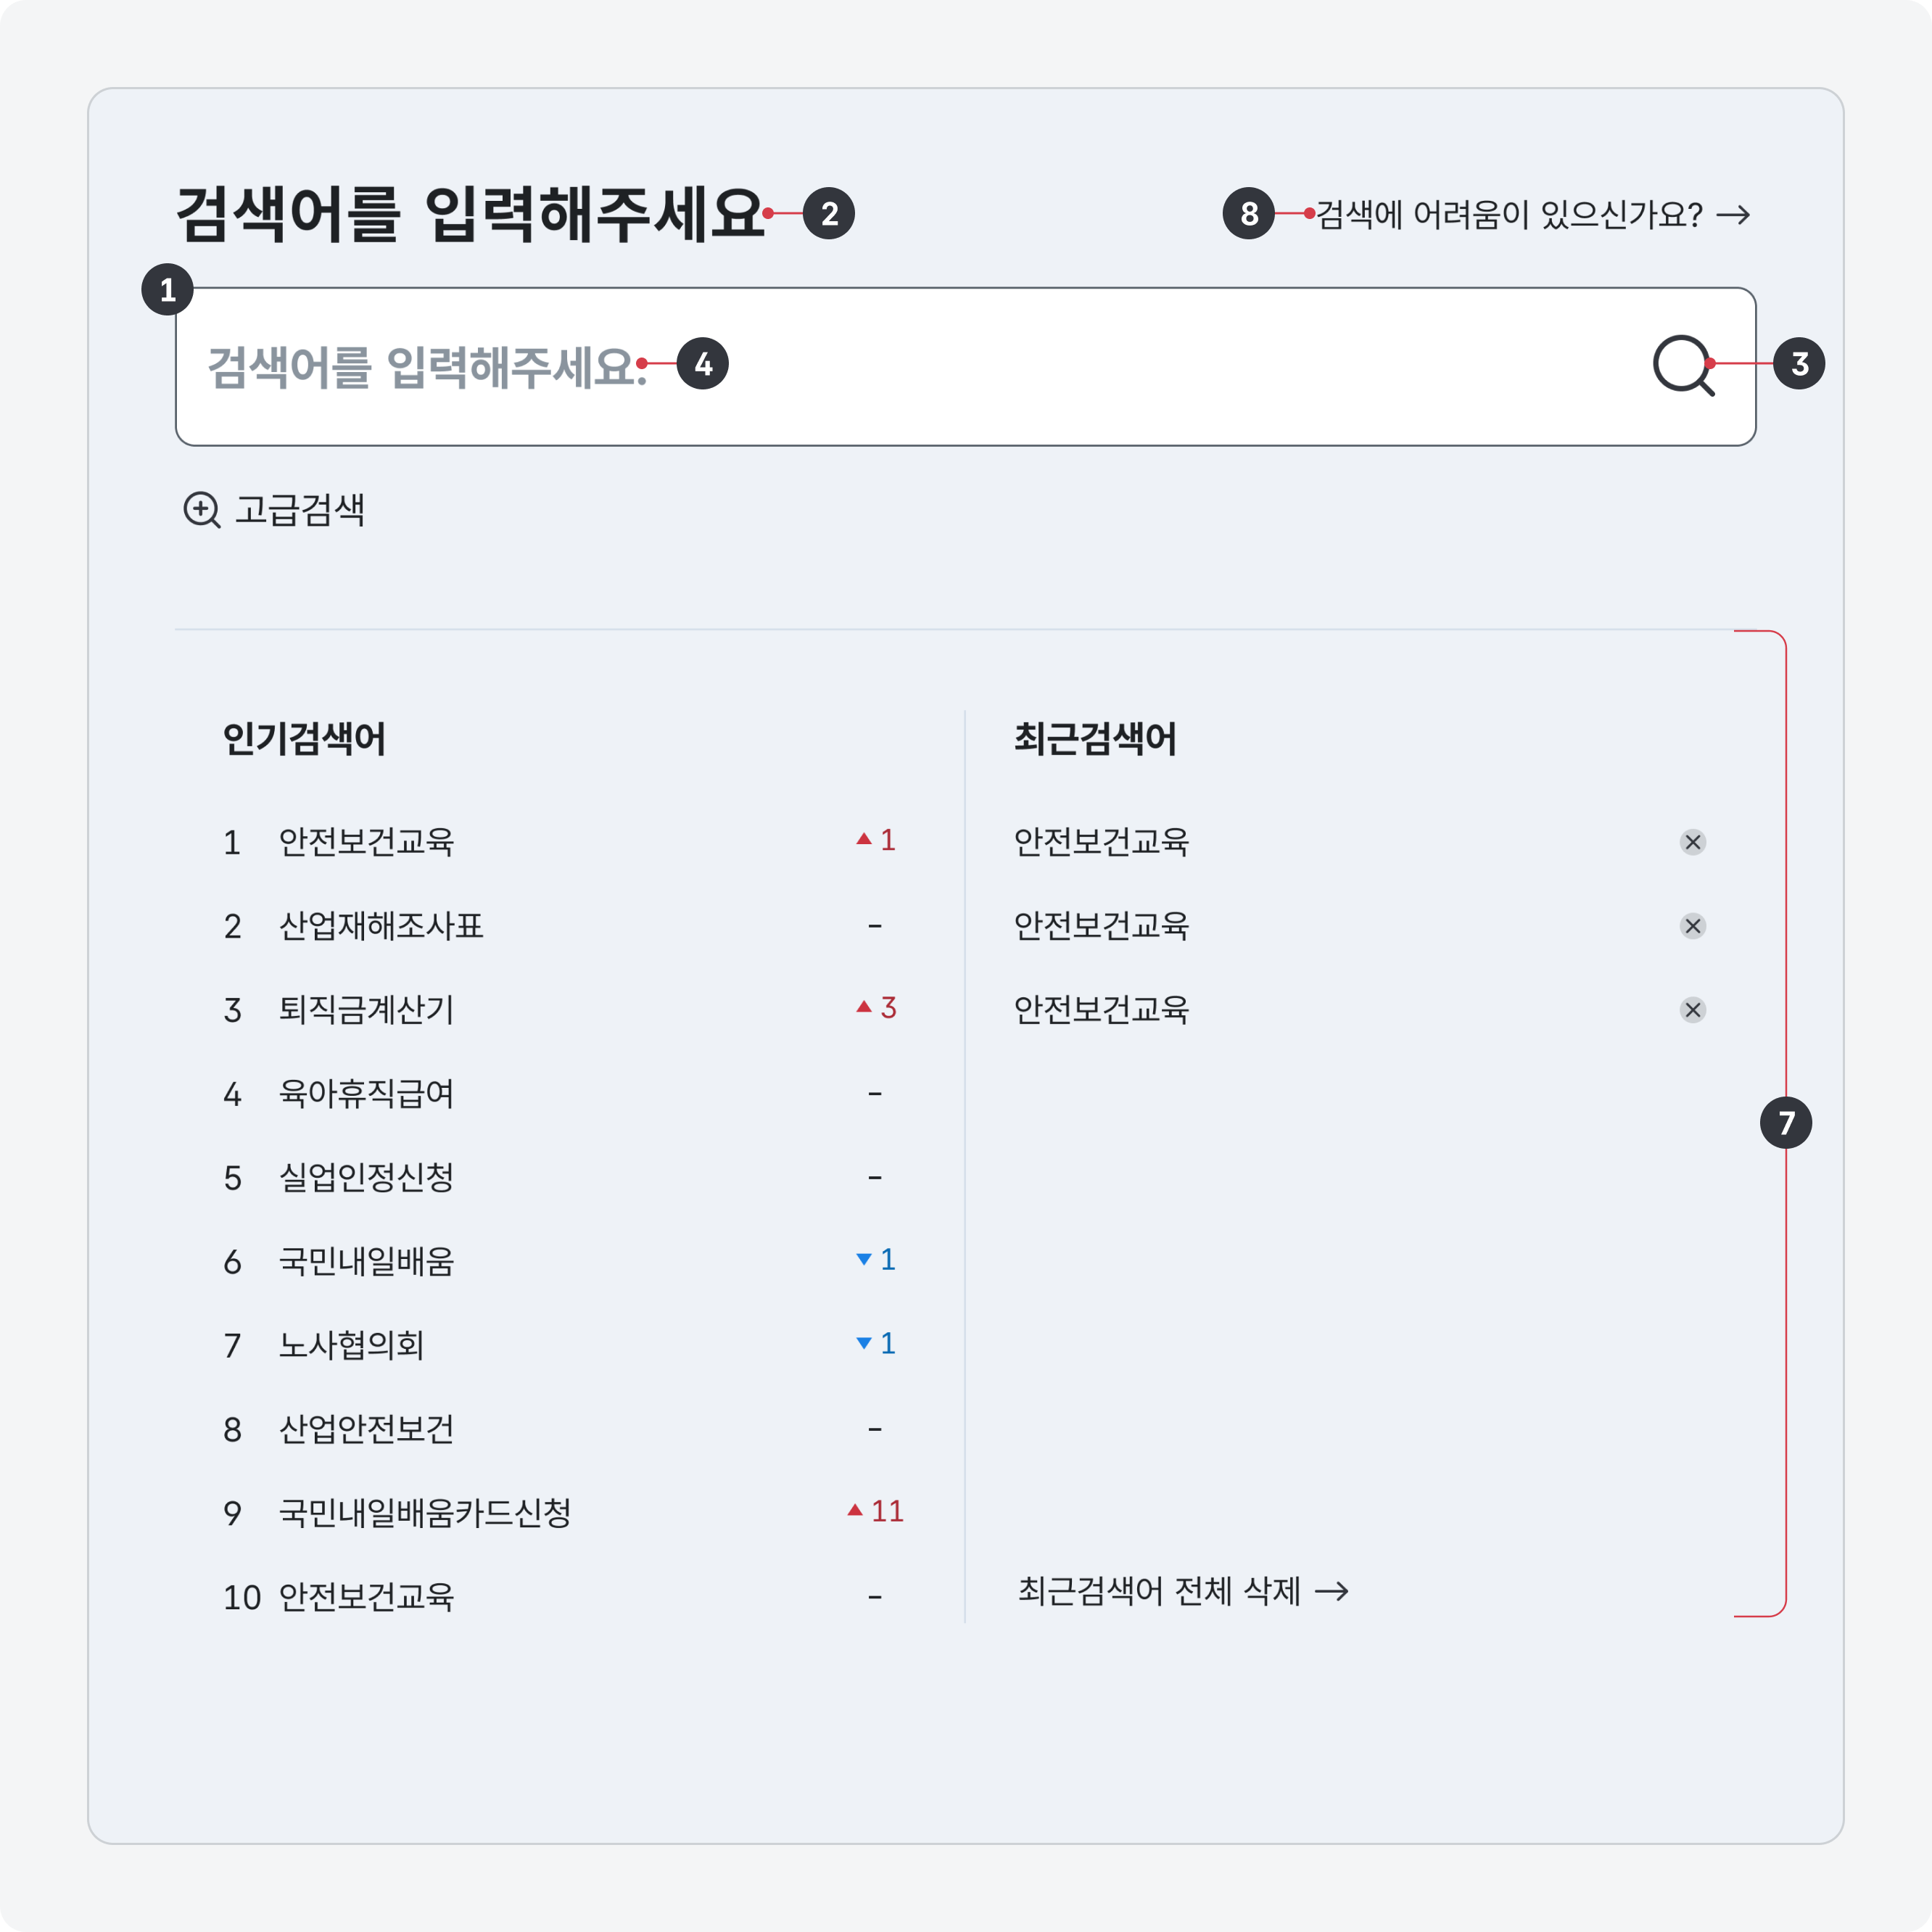 검색어를 입력해주세요 2
8 검색에 어려움이 있으신가요?
1
검색어를 입력해주세요. 4
3
고급검색
인기검색어
1 안전보건교육 1
2 산업재해조사표 -
3 퇴직금계산기 3
4 육아휴직급여 -
5 실업인정신청 -
6 국민내일배움 1
7 노사협의회 1
8 산업안전보건 -
9 국민내일배움카드신청 11
10 안전보건교육 -
최근검색어
안전보건교육
안전보건교육
안전보건교육
최근검색어 전체 삭제
7